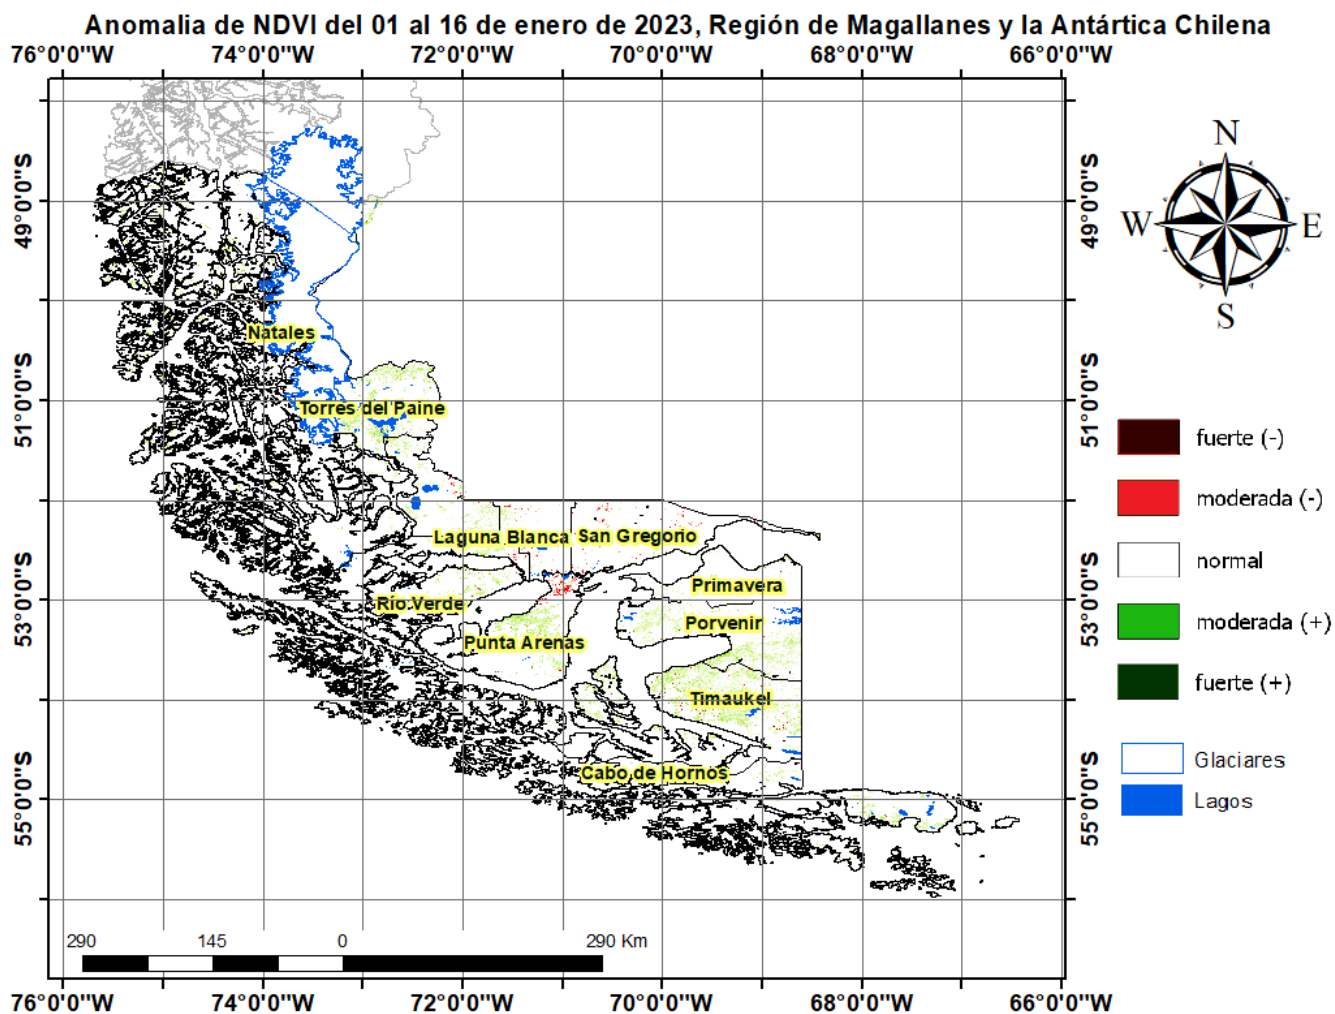 Anomalia de NDVI del 01 al 16 de enero de 2023, Región de Magallanes y la Antártica Chilena
76°0'0"W 74°0'0"W 72°0'0"W 70°0'0"W 68°0'0"W 66°0'0"W
N
W E
S
49°0'0"S 49°0'0"S
Natales
51°0'0"S 51°0'0"S
Torres del Paine
fuerte (-)
moderada (-)
Laguna Blanca San Gregorio
normal
Primavera
Río Verde
53°0'0"S 53°0'0"S
Porvenir
moderada (+)
Punta Arenas
fuerte (+)
Timaukel
Glaciares
Cabo de Hornos
Lagos
55°0'0"S 55°0'0"S
290 145 0 290 Km
76°0'0"W 74°0'0"W 72°0'0"W 70°0'0"W 68°0'0"W 66°0'0"W